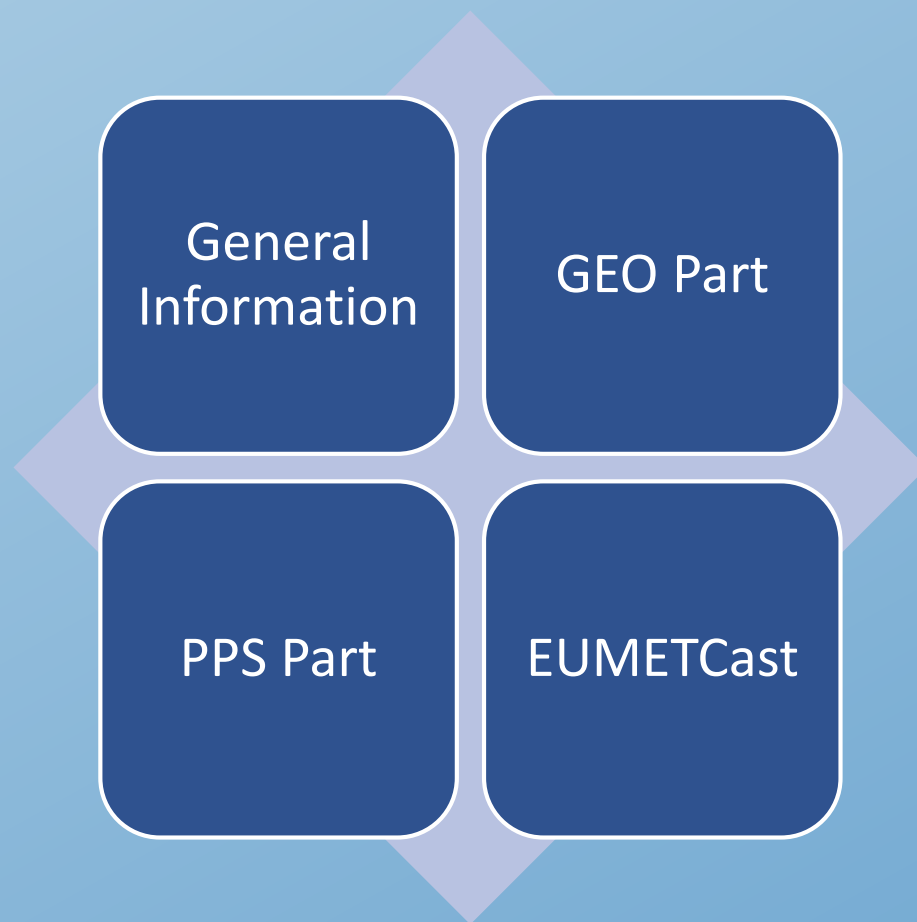 General
Information
GEO Part
PPS Part
EUMETCast